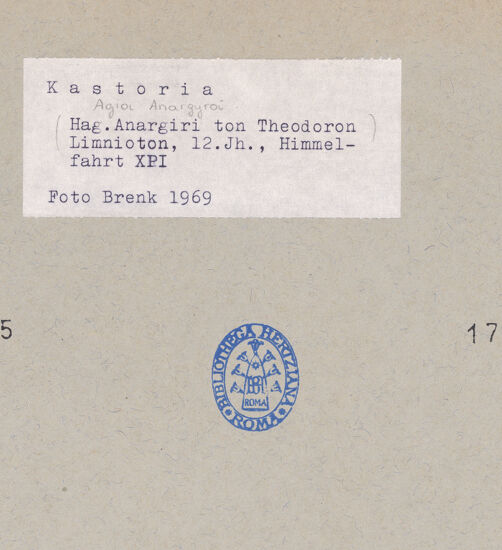 K a s t o r i a
Agioi Anargyroi
(Hag.Anargiri ton Theodoron)
Limnioton, 12.Jh., Himmel-
fahrt XPI
Foto Brenk 1969
5
17
BIBLIOTHECA HERTZIANA
ROMA
ROMA